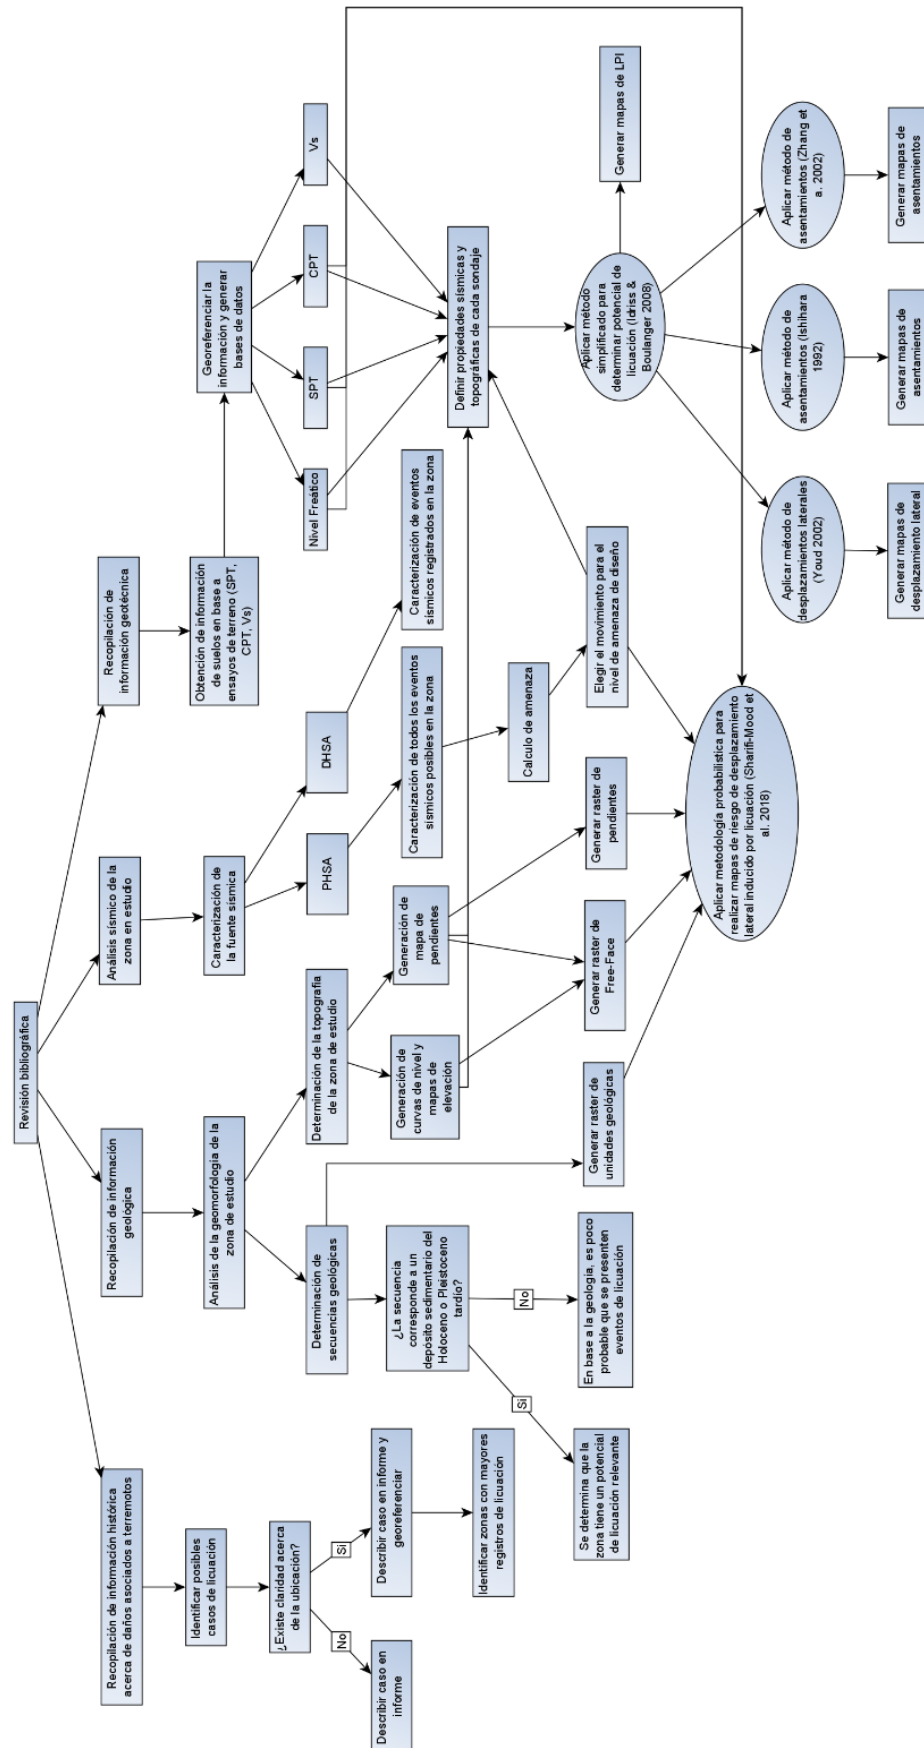 Revisión bibliográfica
Recopilación de información histórica
acerca de daños asociados a terremotos
Recopilación de información
geológica
Análisis sísmico de la
zona en estudio
Recopilación de
información geotécnica
Identificar posibles
casos de licuación
Análisis de la geomorfologia de la
zona de estudio
Caracterización de
la fuente sísmica
Obtención de información
de suelos en base a
ensayos de terreno (SPT,
CPT, Vs)
Georeferenciar la
información y generar
bases de datos
¿Existe claridad acerca
de la ubicación?
Determinación de
secuencias geológicas
Determinación de la topografía
de la zona de estudio
PHSA
DHSA
Nivel Freático
SPT
CPT
Vs
No
Si
Describir caso en
informe
Describir caso en informe y
georeferenciar
¿La secuencia
corresponde a un
depósito sedimentario del
Holoceno o Pleistoceno
tardío?
Generación de
curvas de nivel y
mapas de
elevación
Generación de
mapa de
pendientes
Caracterización de todos los eventos
sísmicos posibles en la zona
Caracterización de eventos
sísmicos registrados en la zona
Definir propiedades sísmicas y
topográficas de cada sondaje
Identificar zonas con mayores
registros de licuación
Si
No
Calculo de amenaza
Se determina que la
zona tiene un potencial
de licuación relevante
En base a la geologia, es poco
probable que se presenten
eventos de licuación
Generar raster de
unidades geológicas
Generar raster de
Free-Face
Generar raster de
pendientes
Elegir el movimiento para el
nivel de amenaza de diseño
Aplicar método
simplificado para
determinar potencial de
licuación (Idriss &
Boulanger 2008)
Generar mapas de LPI
Aplicar metodología probabilística para
realizar mapas de riesgo de desplazamiento
lateral inducido por licuación (Sharifi-Mood et
al. 2018)
Aplicar método de
desplazamientos laterales
(Youd 2002)
Aplicar método de
asentamientos (Ishihara
1992)
Aplicar método de
asentamientos (Zhang et
a. 2002)
Generar mapas de
desplazamiento lateral
Generar mapas de
asentamientos
Generar mapas de
asentamientos